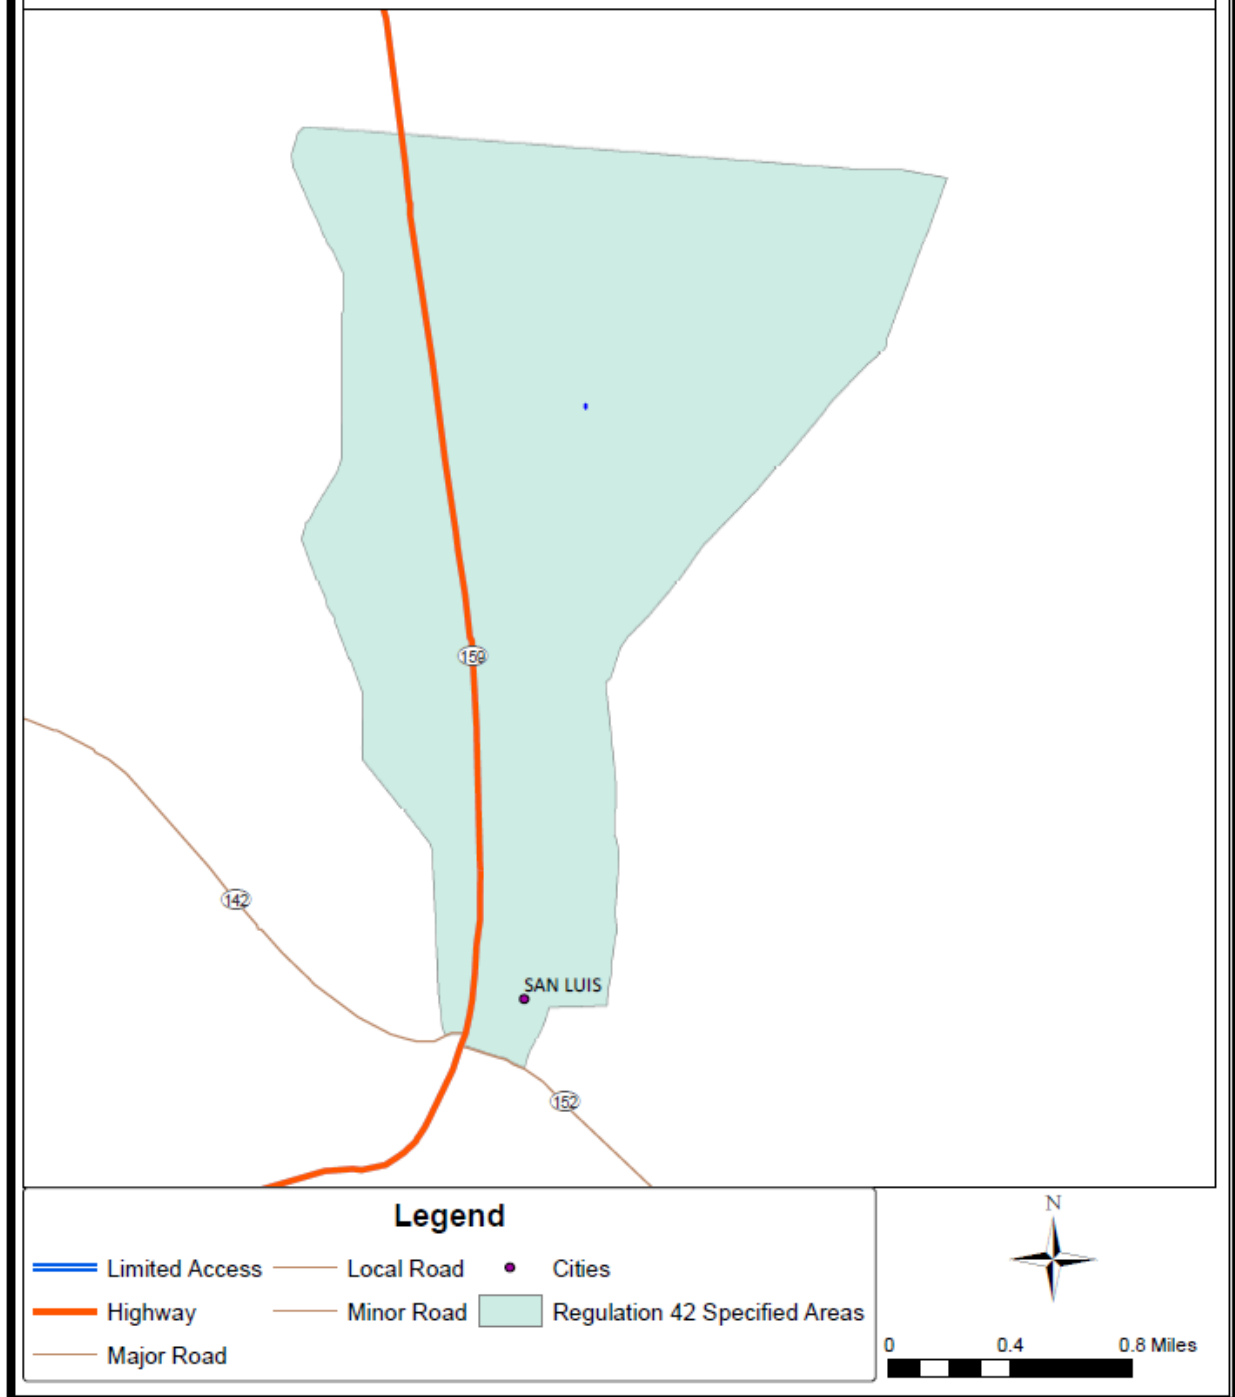 159
142
SAN LUIS
152
Legend
N
Limited Access
Local Road
Cities
Highway
Minor Road
Regulation 42 Specified Areas
Major Road
0 0.4 0.8 Miles